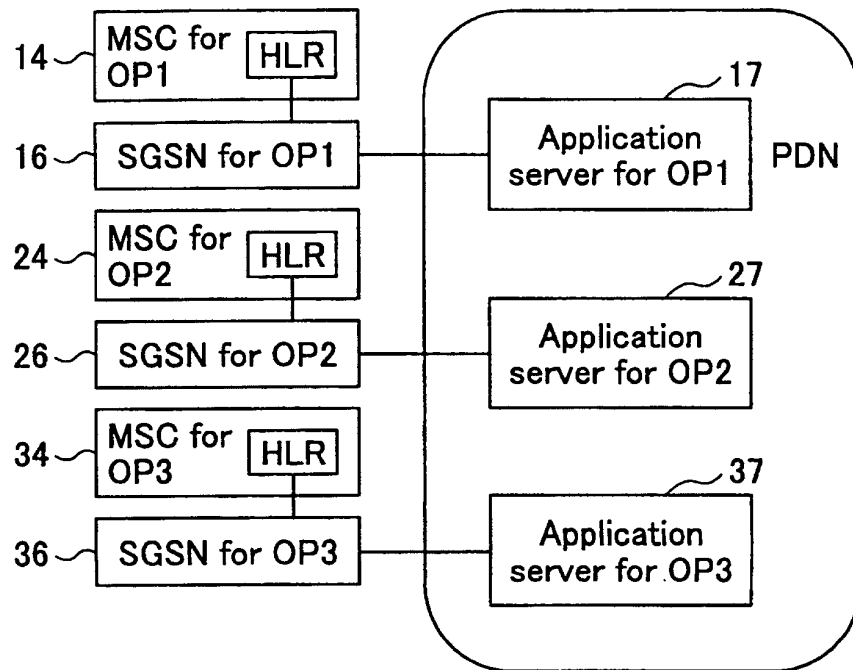 14
MSC for
OP1
HLR
16
SGSN for OP1
17
Application
server for OP1
PDN
24
MSC for
OP2
HLR
26
SGSN for OP2
27
Application
server for OP2
34
MSC for
OP3
HLR
36
SGSN for OP3
37
Application
server for OP3